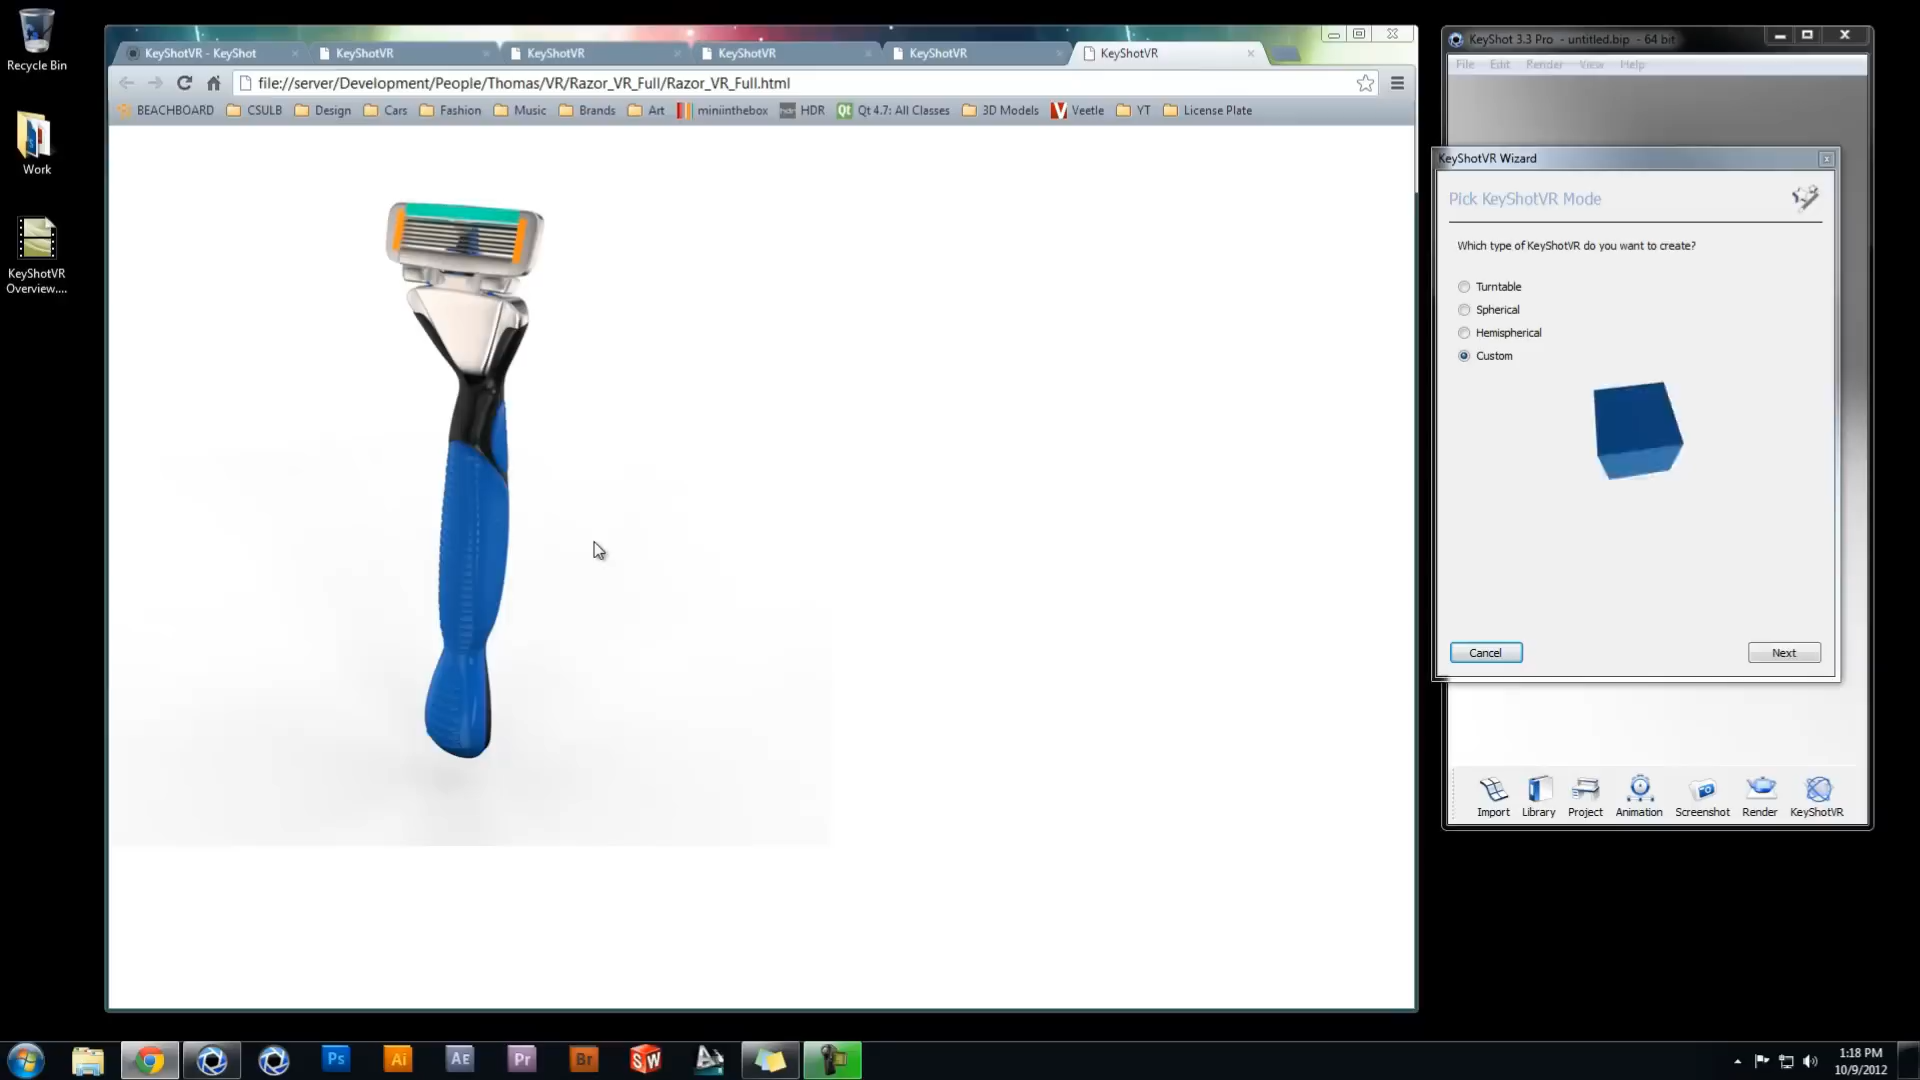 Recycle Bin
Work
KeyShotVR
Overview....
KeyShotVR - KeyShot
KeyShotVR
KeyShotVR
KeyShotVR
KeyShotVR
KeyShotVR
file://server/Development/People/Thomas/VR/Razor_VR_Full/Razor_VR_Full.html
BEACHBOARD CSULB Design Cars Fashion Music Brands Art miniinthebox HDR Qt 4.7: All Classes 3D Models Veetle YT License Plate
KeyShot 3.3 Pro - untitled.bip - 64 bit
File Edit Render View Help
KeyShotVR Wizard
Pick KeyShotVR Mode
Which type of KeyShotVR do you want to create?
Turntable
Spherical
Hemispherical
Custom
Cancel Next
Import Library Project Animation Screenshot Render KeyShotVR
Ps Ai AE Pr Br SW
1:18 PM
10/9/2012